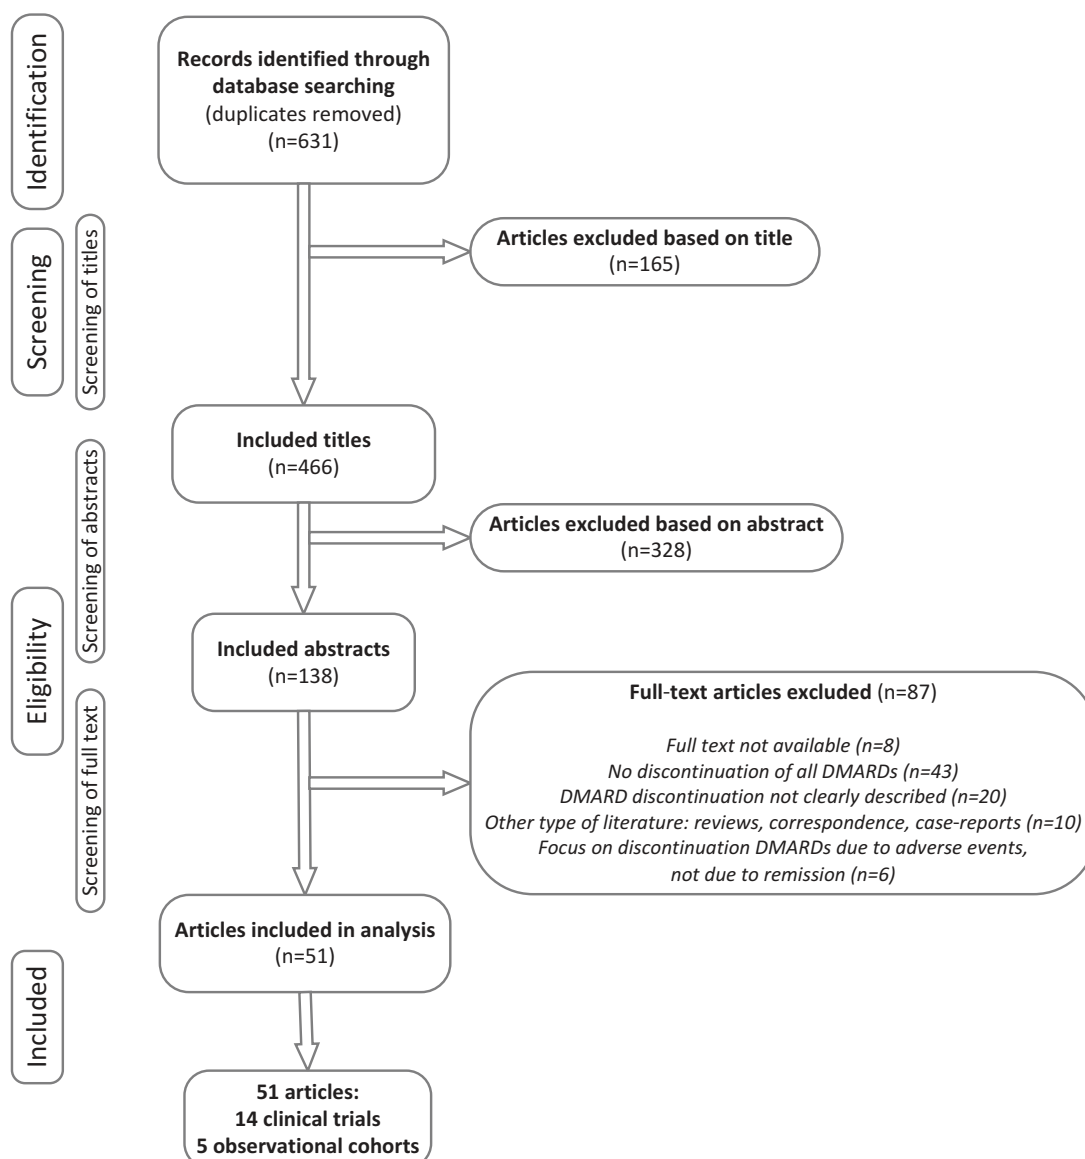 Identification
Records identified through
database searching
(duplicates removed)
(n=631)
Screening
Screening of titles
Articles excluded based on title
(n=165)
Included titles
(n=466)
Screening of abstracts
Articles excluded based on abstract
(n=328)
Eligibility
Included abstracts
(n=138)
Screening of full text
Full-text articles excluded (n=87)
Full text not available (n=8)
No discontinuation of all DMARDs (n=43)
DMARD discontinuation not clearly described (n=20)
Other type of literature: reviews, correspondence, case-reports (n=10)
Focus on discontinuation DMARDs due to adverse events,
not due to remission (n=6)
Articles included in analysis
(n=51)
Included
51 articles:
14 clinical trials
5 observational cohorts